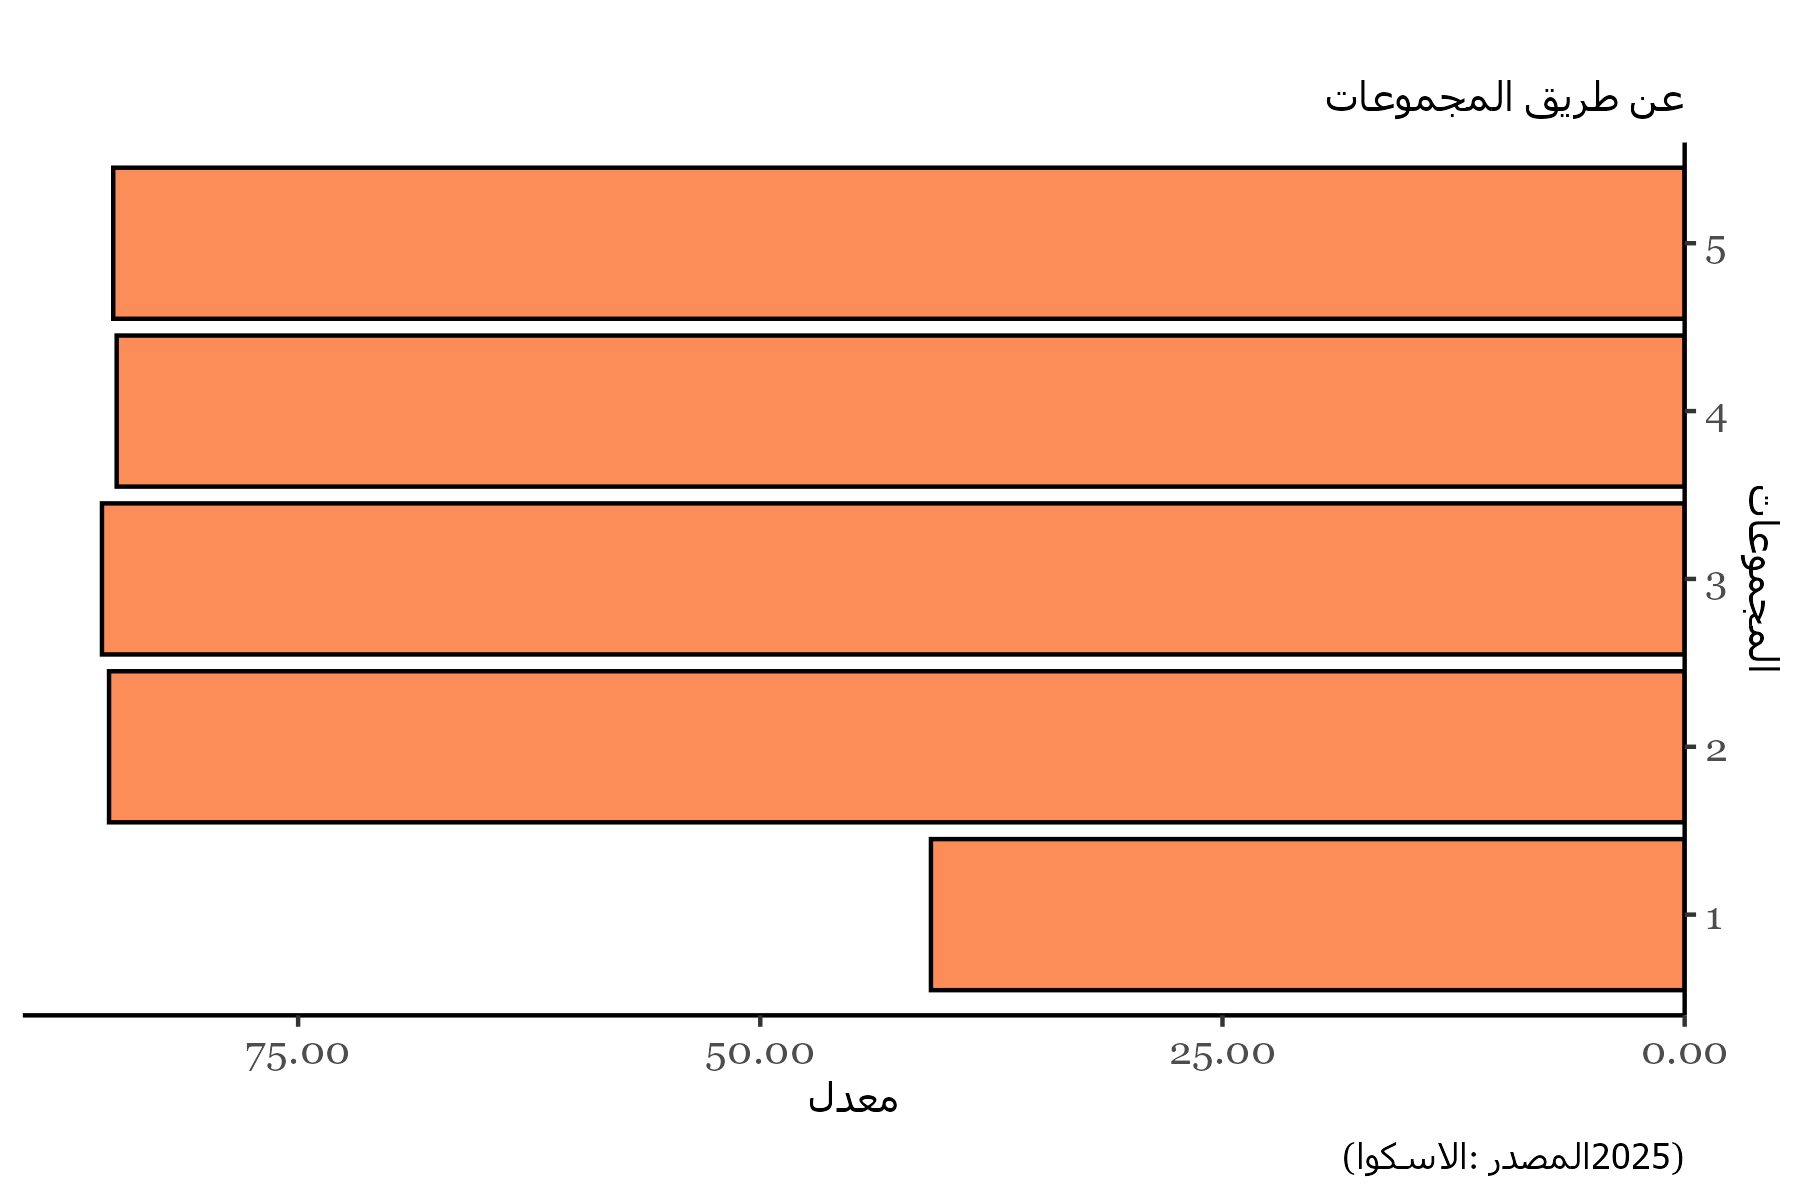 عن طريق المجموعات
5
4
3
2
1
المجموعات
75.00 50.00 25.00 0.00
معدل
(2025المصدر :الاسكوا)